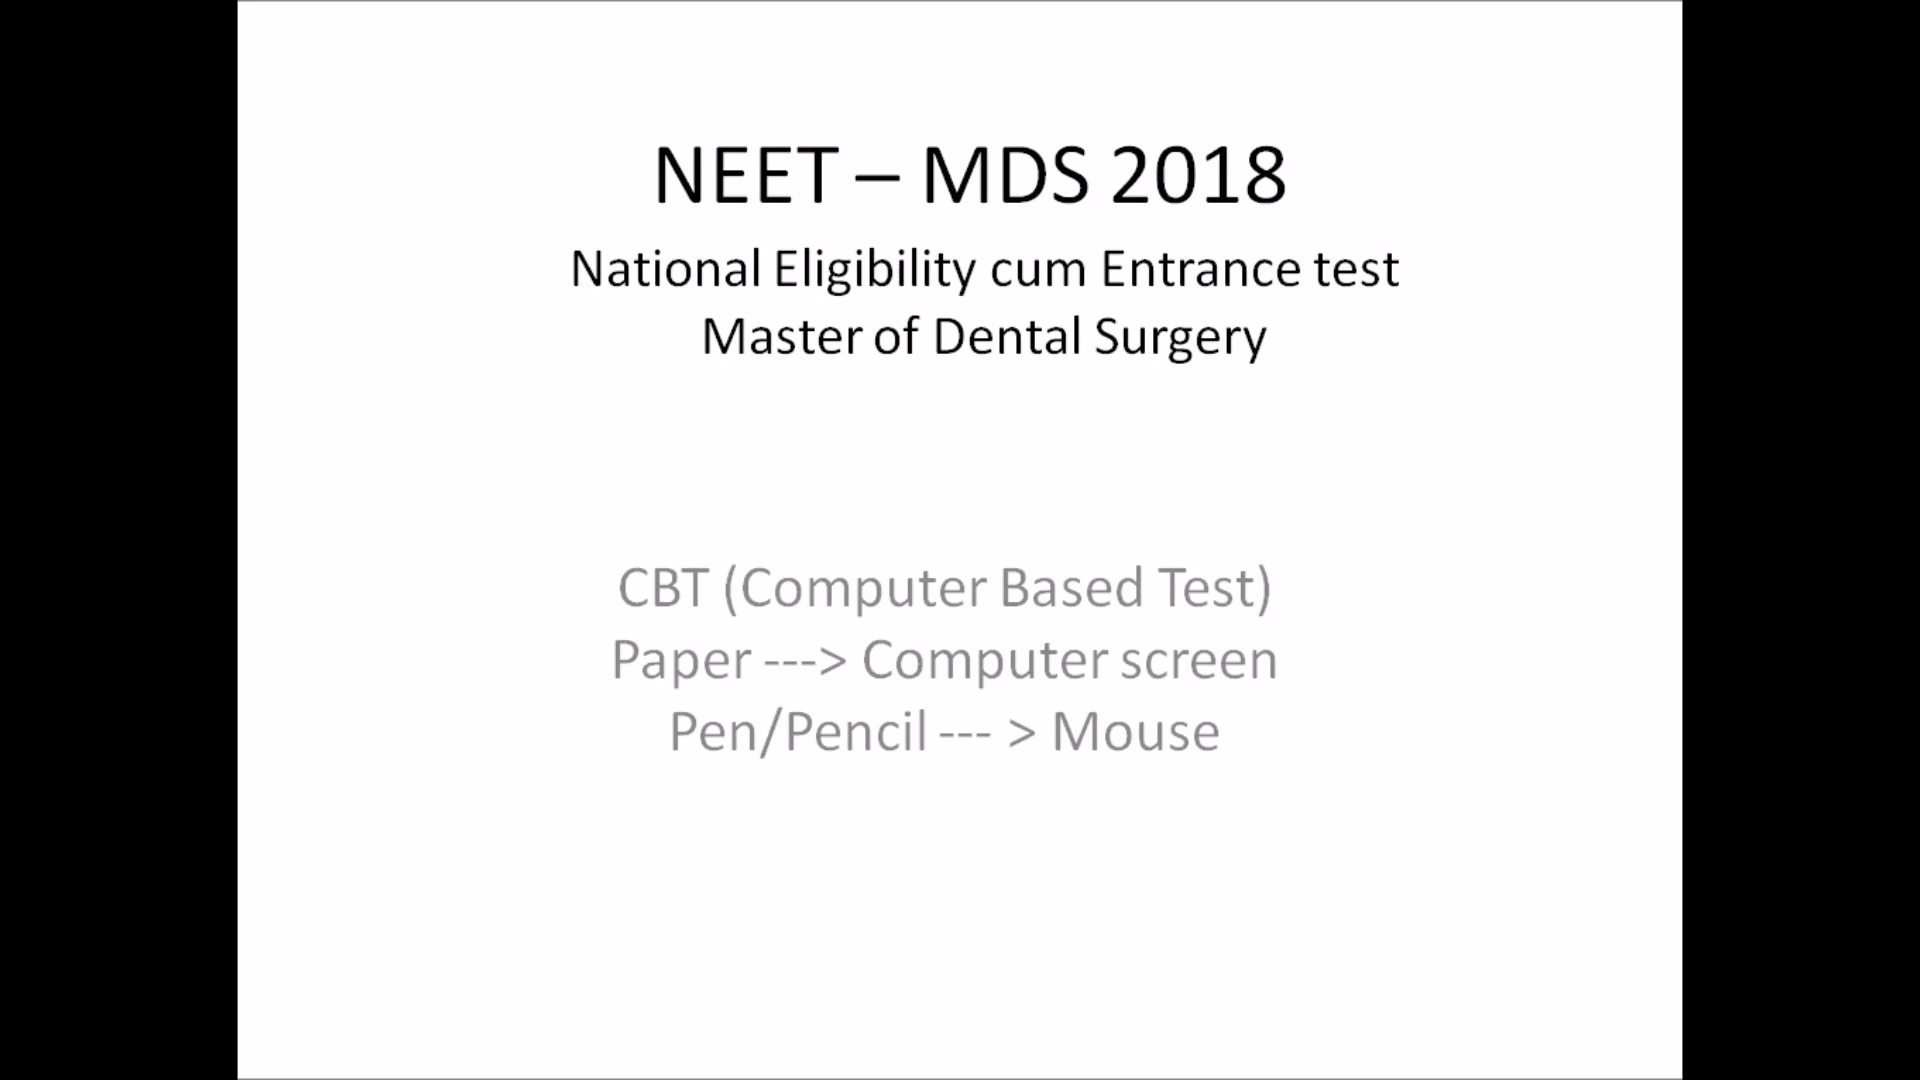 NEET – MDS 2018
National Eligibility cum Entrance test
Master of Dental Surgery
CBT (Computer Based Test)
Paper ---> Computer screen
Pen/Pencil --- > Mouse